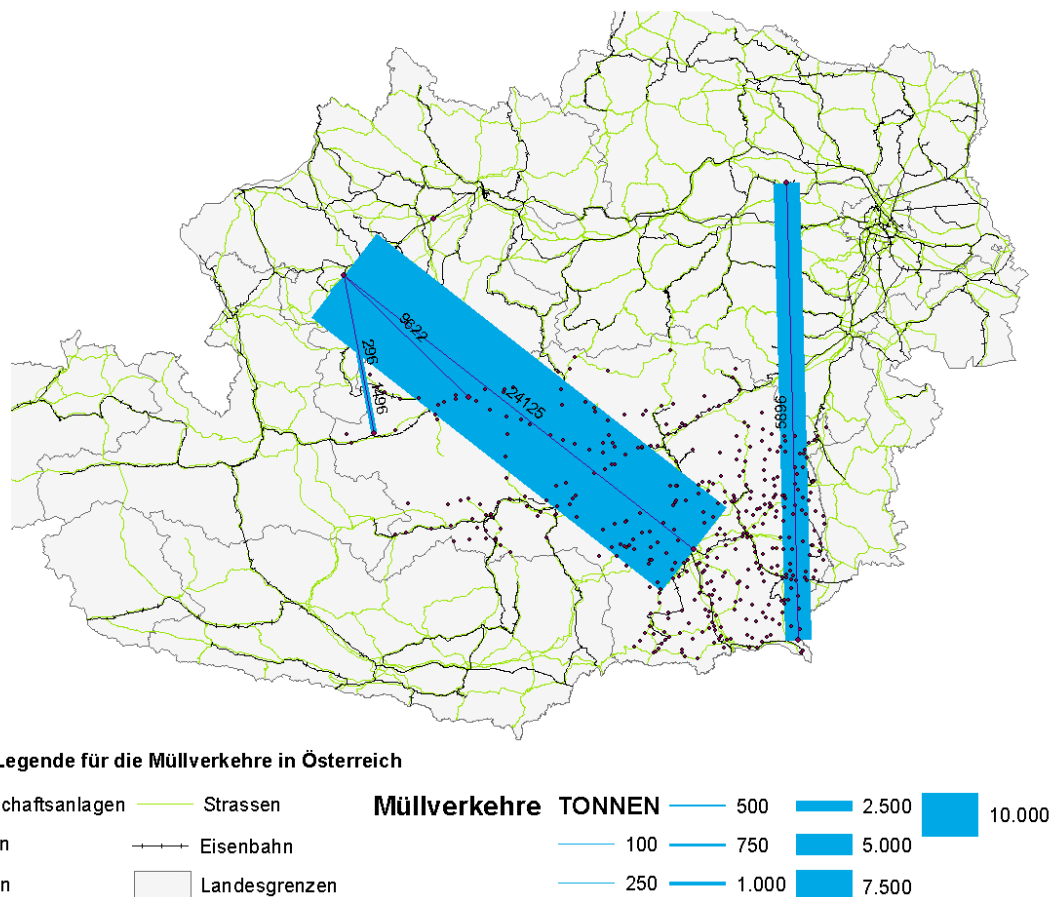 9622
296
1496
24125
5896
Legende für die Müllverkehre in Österreich
chaftsanlagen Strassen Müllverkehre TONNEN 500 2.500 10.000
n Eisenbahn 100 750 5.000
n Landesgrenzen 250 1.000 7.500